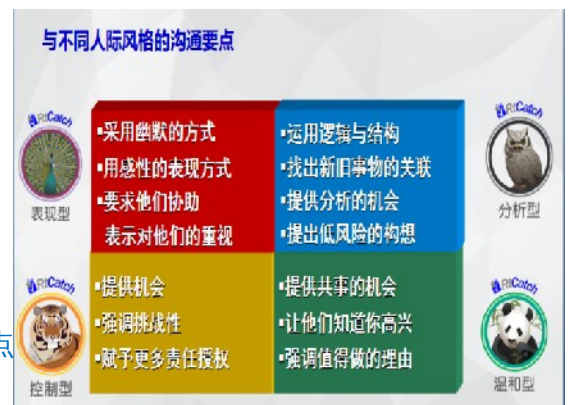 与不同人际风格的沟通要点
RitCatch
▪采用幽默的方式
▪用感性的表现方式
▪要求他们协助
表示对他们的重视
表现型
▪运用逻辑与结构
▪找出新旧事物的关联
▪提供分析的机会
▪提出低风险的构想
RitCatch
分析型
RitCatch
▪提供机会
▪强调挑战性
▪赋予更多责任授权
控制型
▪提供共事的机会
▪让他们知道你高兴
▪强调值得做的理由
RitCatch
温和型
点